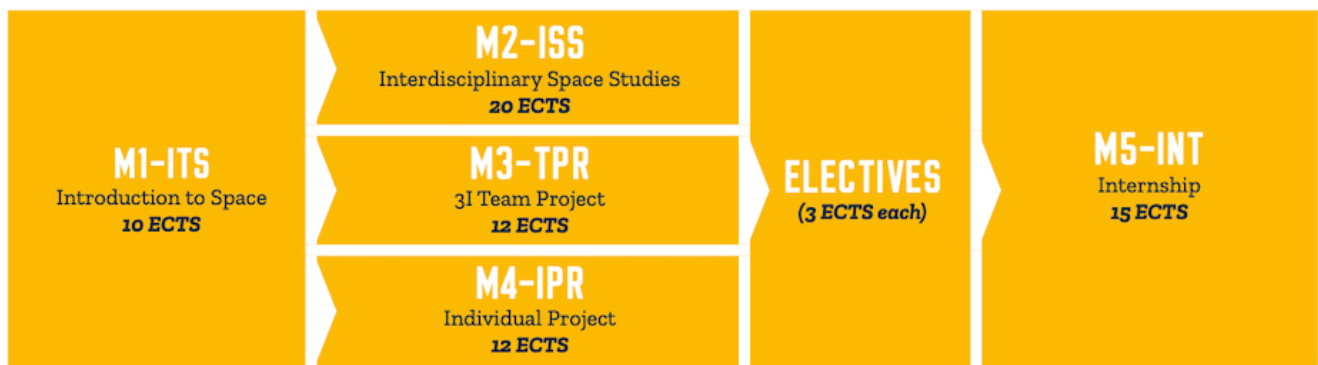 M1-ITS
Introduction to Space
10 ECTS
M2-ISS
Interdisciplinary Space Studies
20 ECTS
M3-TPR
3I Team Project
12 ECTS
M4-IPR
Individual Project
12 ECTS
ELECTIVES
(3 ECTS each)
M5-INT
Internship
15 ECTS